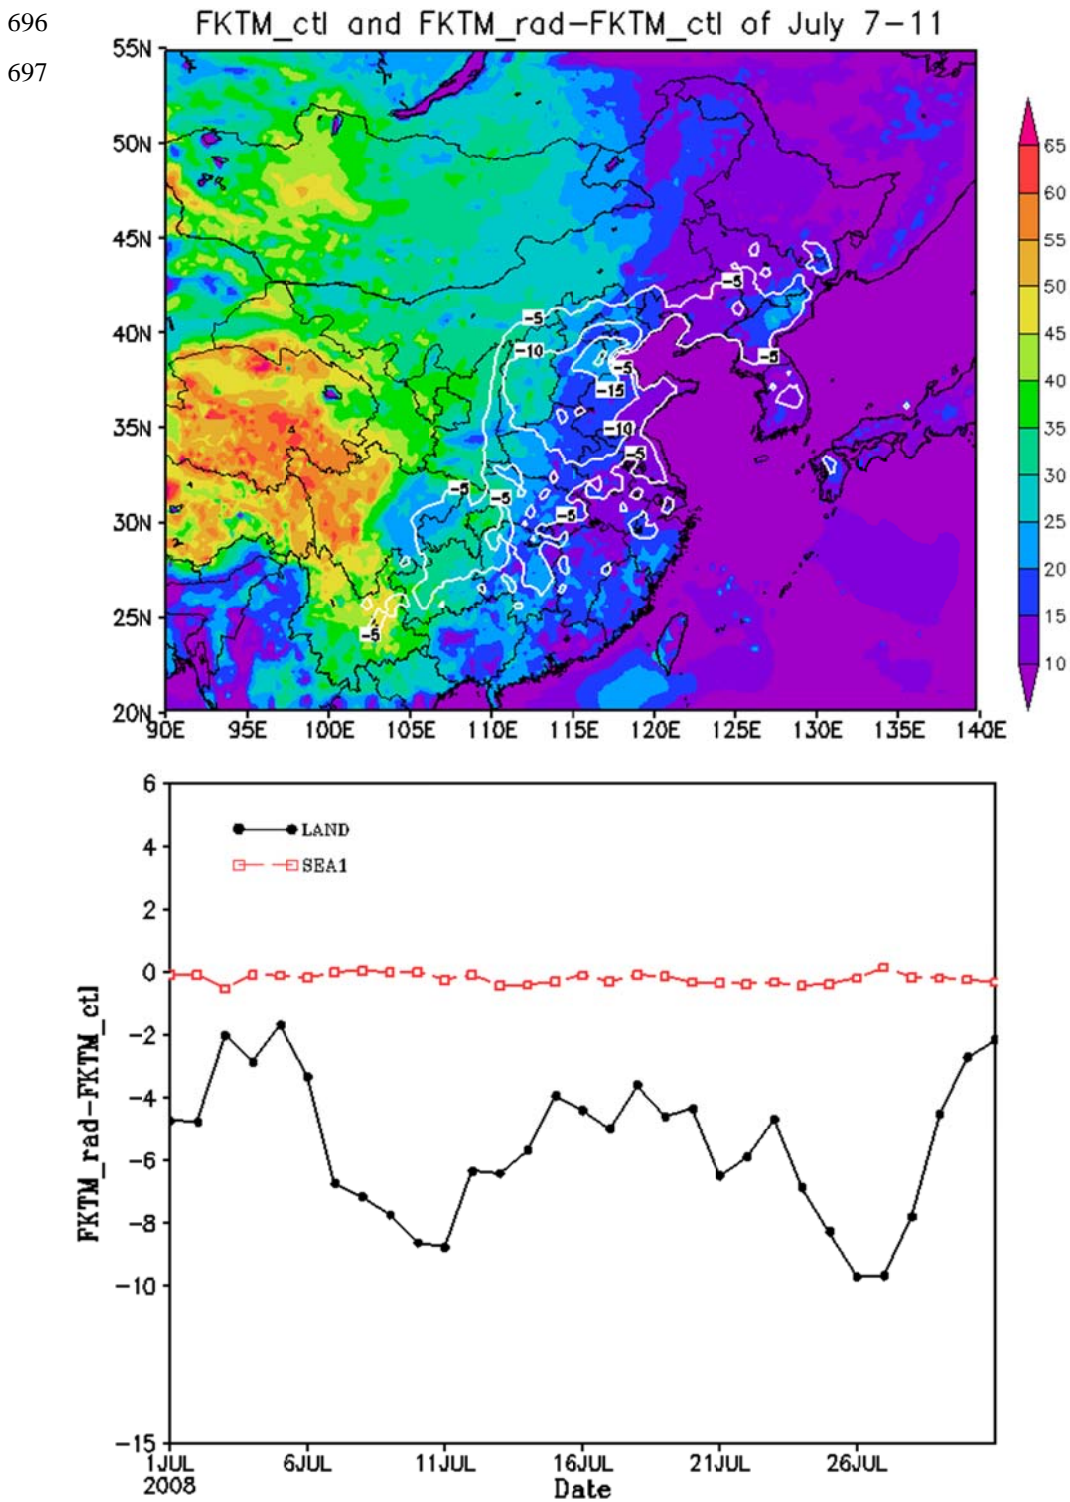 696
697
FKTM_ctl and FKTM_rad-FKTM_ctl of July 7-11
55N
50N
45N
40N
35N
30N
25N
20N
90E 95E 100E 105E 110E 115E 120E 125E 130E 135E 140E
65
60
55
50
45
40
35
30
25
20
15
10
-5
-5
-10
-5
-5
-15
-10
-5
-5
-5
-5
-5
6
4
2
0
-2
-4
-6
-8
-10
-15
LAND
SEA1
FKTM_rad-FKTM_ctl
1JUL 6JUL 11JUL 16JUL 21JUL 26JUL
2008
Date